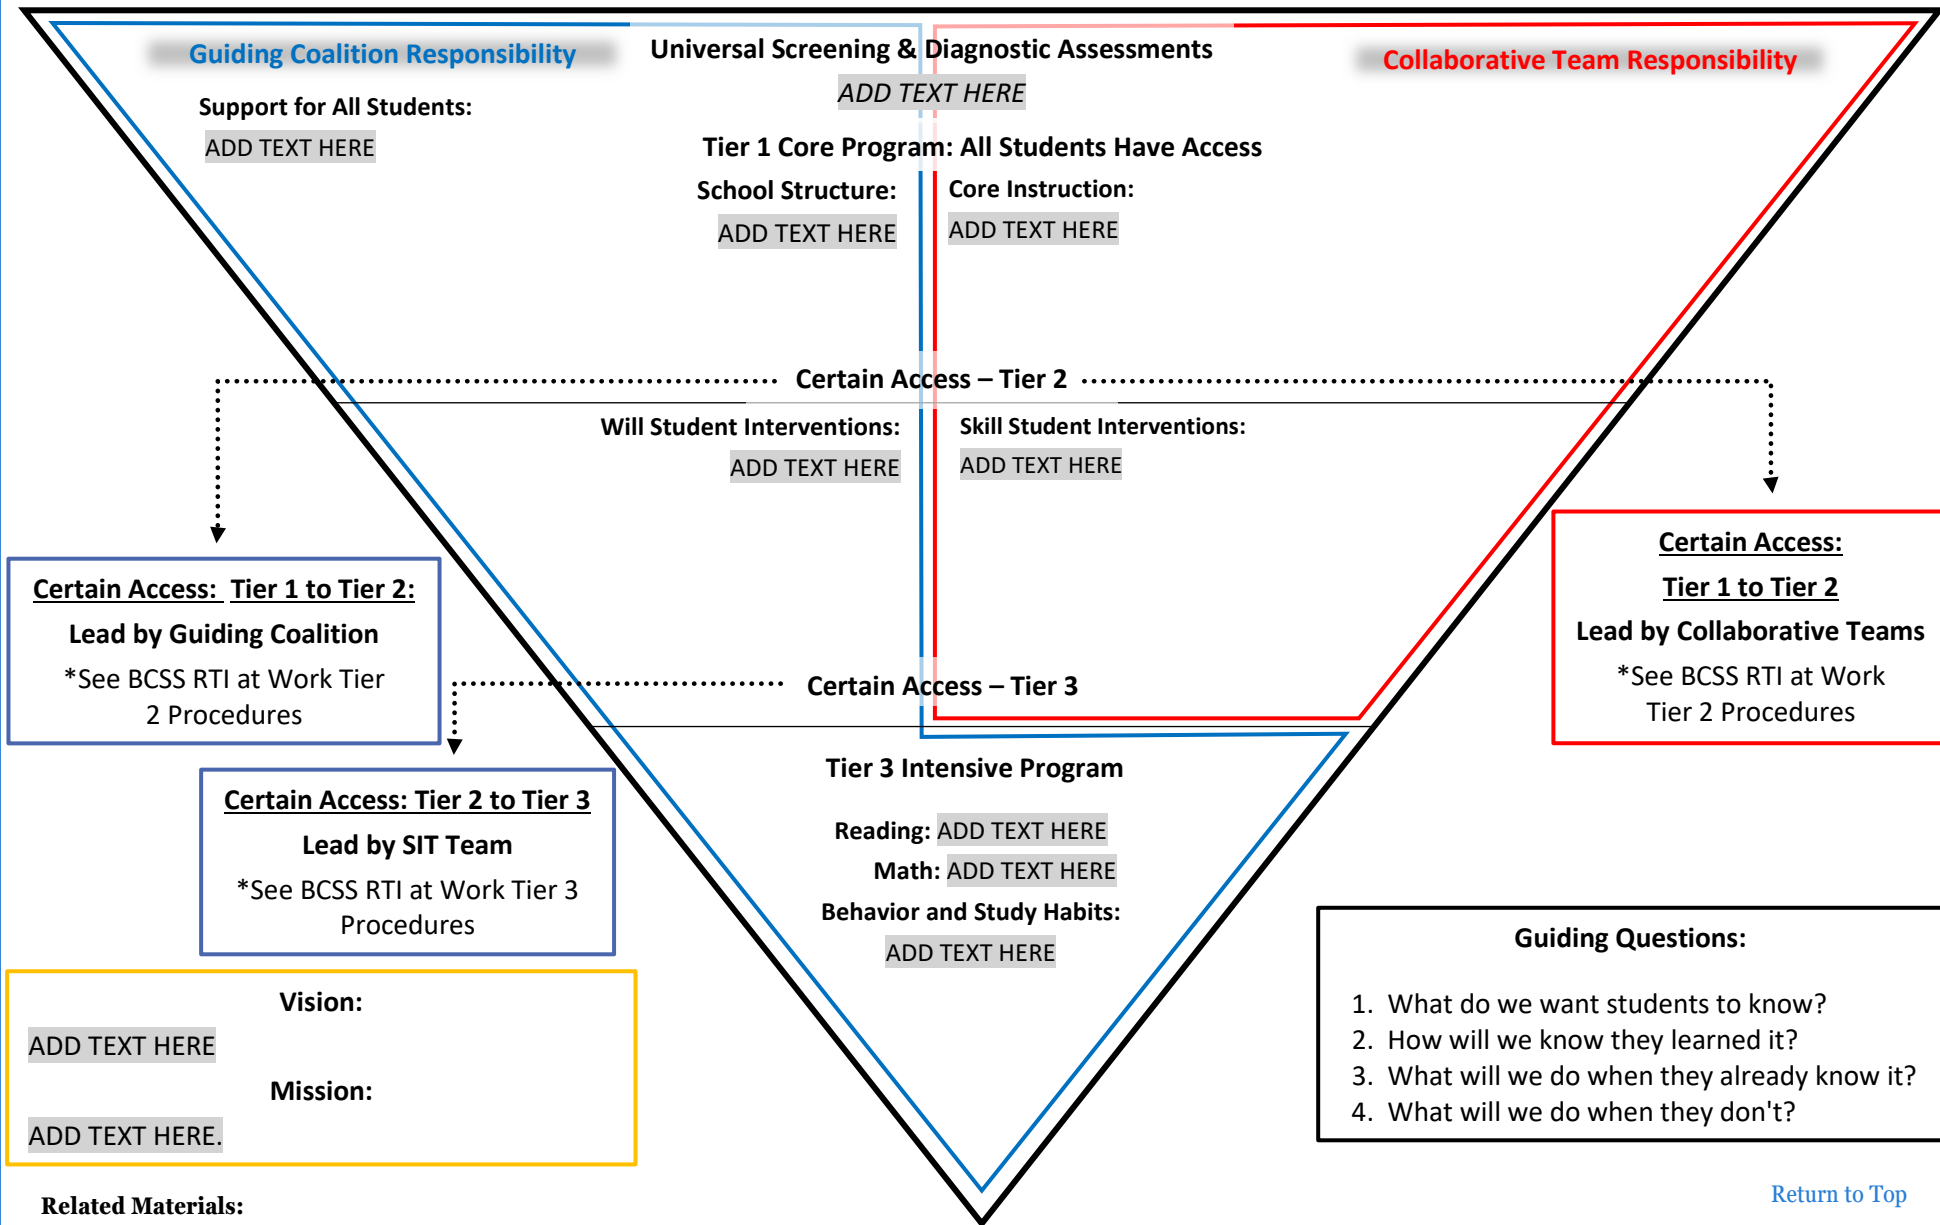 Guiding Coalition Responsibility
Universal Screening & Diagnostic Assessments
Collaborative Team Responsibility
ADD TEXT HERE
Support for All Students:
ADD TEXT HERE
Tier 1 Core Program: All Students Have Access
School Structure:
ADD TEXT HERE
Core Instruction:
ADD TEXT HERE
Certain Access – Tier 2
Will Student Interventions:
ADD TEXT HERE
Skill Student Interventions:
ADD TEXT HERE
Certain Access: Tier 1 to Tier 2:
Lead by Guiding Coalition
*See BCSS RTI at Work Tier
2 Procedures
Certain Access:
Tier 1 to Tier 2
Lead by Collaborative Teams
*See BCSS RTI at Work
Tier 2 Procedures
Certain Access – Tier 3
Certain Access: Tier 2 to Tier 3
Lead by SIT Team
*See BCSS RTI at Work Tier 3
Procedures
Tier 3 Intensive Program
Reading: ADD TEXT HERE
Math: ADD TEXT HERE
Behavior and Study Habits:
ADD TEXT HERE
Vision:
ADD TEXT HERE
Mission:
ADD TEXT HERE.
Guiding Questions:
1. What do we want students to know?
2. How will we know they learned it?
3. What will we do when they already know it?
4. What will we do when they don't?
Related Materials:
Return to Top